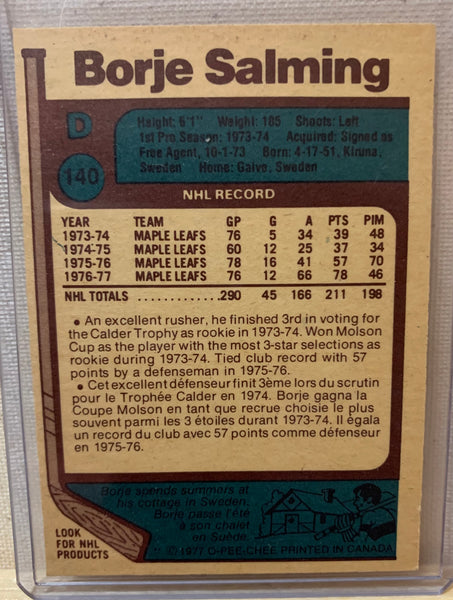 Borje Salming
D
140
Height: 6'1" Weight: 185 Shoots: Left
1st Pro Season: 1973-74 Acquired: Signed as
Free Agent, 10-1-73 Born: 4-17-51, Kiruna,
Sweden Home: Galve, Sweden
NHL RECORD
YEAR TEAM GP G A PTS PIM
1973-74 MAPLE LEAFS 76 5 34 39 48
1974-75 MAPLE LEAFS 60 12 25 37 34
1975-76 MAPLE LEAFS 78 16 41 57 70
1976-77 MAPLE LEAFS 76 12 66 78 46
NHL TOTALS ............. 290 45 166 211 198
• An excellent rusher, he finished 3rd in voting for
the Calder Trophy as rookie in 1973-74. Won Molson
Cup as the player with the most 3-star selections as
rookie during 1973-74. Tied club record with 57
points by a defenseman in 1975-76.
• Cet excellent défenseur finit 3ème lors du scrutin
pour le Trophée Calder en 1974. Borje gagna la
Coupe Molson en tant que recrue choisie le plus
souvent parmi les 3 étoiles durant 1973-74. Il égala
un record du club avec 57 points comme défenseur
en 1975-76.
Borje spends summers at
his cottage in Sweden.
Borje passe l'été
à son chalet
en Suède.
LOOK
FOR NHL
PRODUCTS
© 1977 O-PEE-CHEE PRINTED IN CANADA